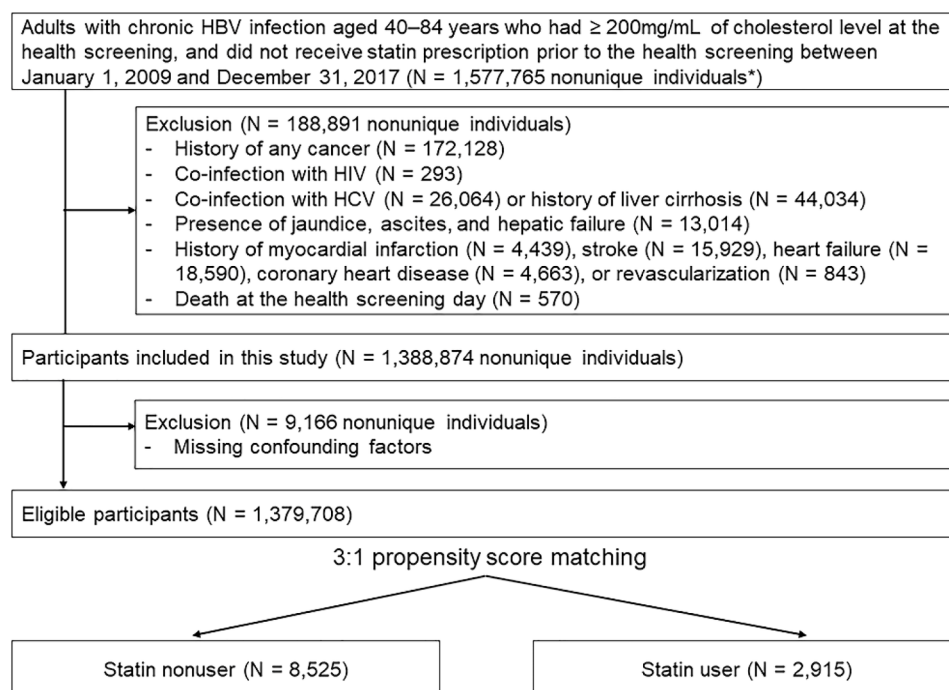 Adults with chronic HBV infection aged 40–84 years who had ≥ 200mg/mL of cholesterol level at the
health screening, and did not receive statin prescription prior to the health screening between
January 1, 2009 and December 31, 2017 (N = 1,577,765 nonunique individuals*)
Exclusion (N = 188,891 nonunique individuals)
- History of any cancer (N = 172,128)
- Co-infection with HIV (N = 293)
- Co-infection with HCV (N = 26,064) or history of liver cirrhosis (N = 44,034)
- Presence of jaundice, ascites, and hepatic failure (N = 13,014)
- History of myocardial infarction (N = 4,439), stroke (N = 15,929), heart failure (N =
18,590), coronary heart disease (N = 4,663), or revascularization (N = 843)
- Death at the health screening day (N = 570)
Participants included in this study (N = 1,388,874 nonunique individuals)
Exclusion (N = 9,166 nonunique individuals)
- Missing confounding factors
Eligible participants (N = 1,379,708)
3:1 propensity score matching
Statin nonuser (N = 8,525)
Statin user (N = 2,915)